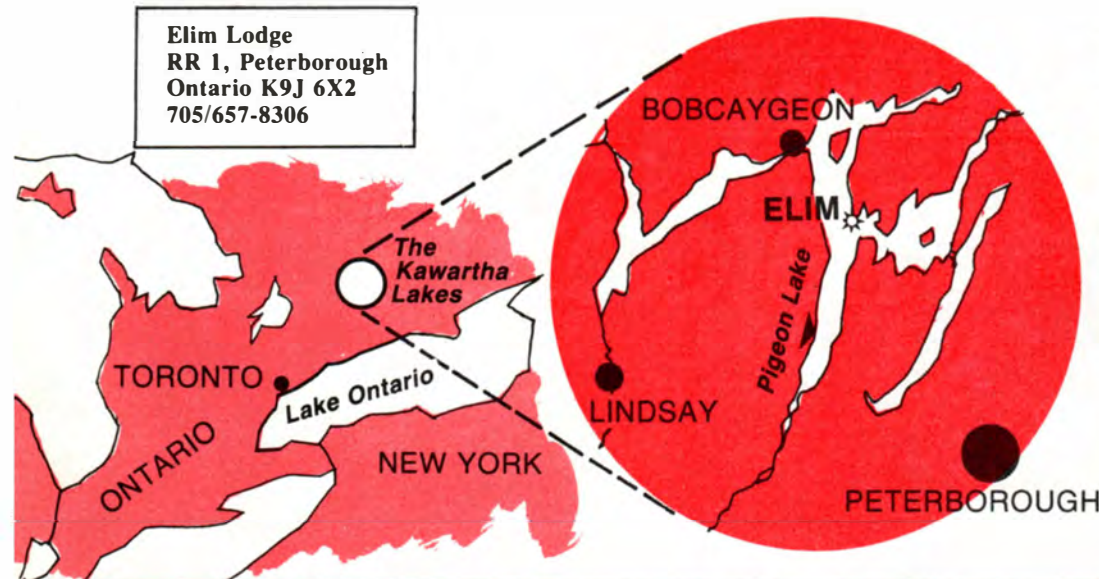 Elim Lodge
RR 1, Peterborough
Ontario K9J 6X2
705/657-8306
The
Kawartha
Lakes
TORONTO
Lake Ontario
ONTARIO
NEW YORK
BOBCAYGEON
ELIM
Pigeon Lake
LINDSAY
PETERBOROUGH